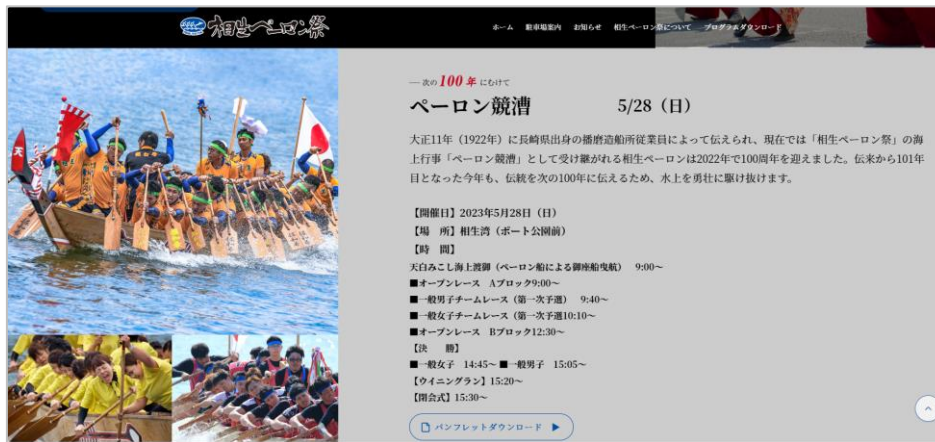 相生ペーロン祭
ホーム 駐車場案内 お知らせ 相生ペーロン祭について プログラムダウンロード
— 次の100年にむけて
ペーロン競漕 5/28（日）
大正11年（1922年）に長崎県出身の播磨造船所従業員によって伝えられ、現在では「相生ペーロン祭」の海
上行事「ペーロン競漕」として受け継がれる相生ペーロンは2022年で100周年を迎えました。伝来から101年
目となった今年も、伝統を次の100年に伝えるため、水上を勇壮に駆け抜けます。
【開催日】2023年5月28日（日）
【場　所】相生湾（ポート公園前）
【時　間】
天白みこし海上渡御（ペーロン船による御座船曳航）　9:00～
■オープンレース　Aブロック9:00～
■一般男子チームレース（第一次予選）　9:40～
■一般女子チームレース（第一次予選10:10～
■オープンレース　Bブロック12:30～
【決　　勝】
■一般女子　14:45～ ■一般男子　15:05～
【ウイニングラン】15:20～
【閉会式】15:30～
パンフレットダウンロード ▶
天